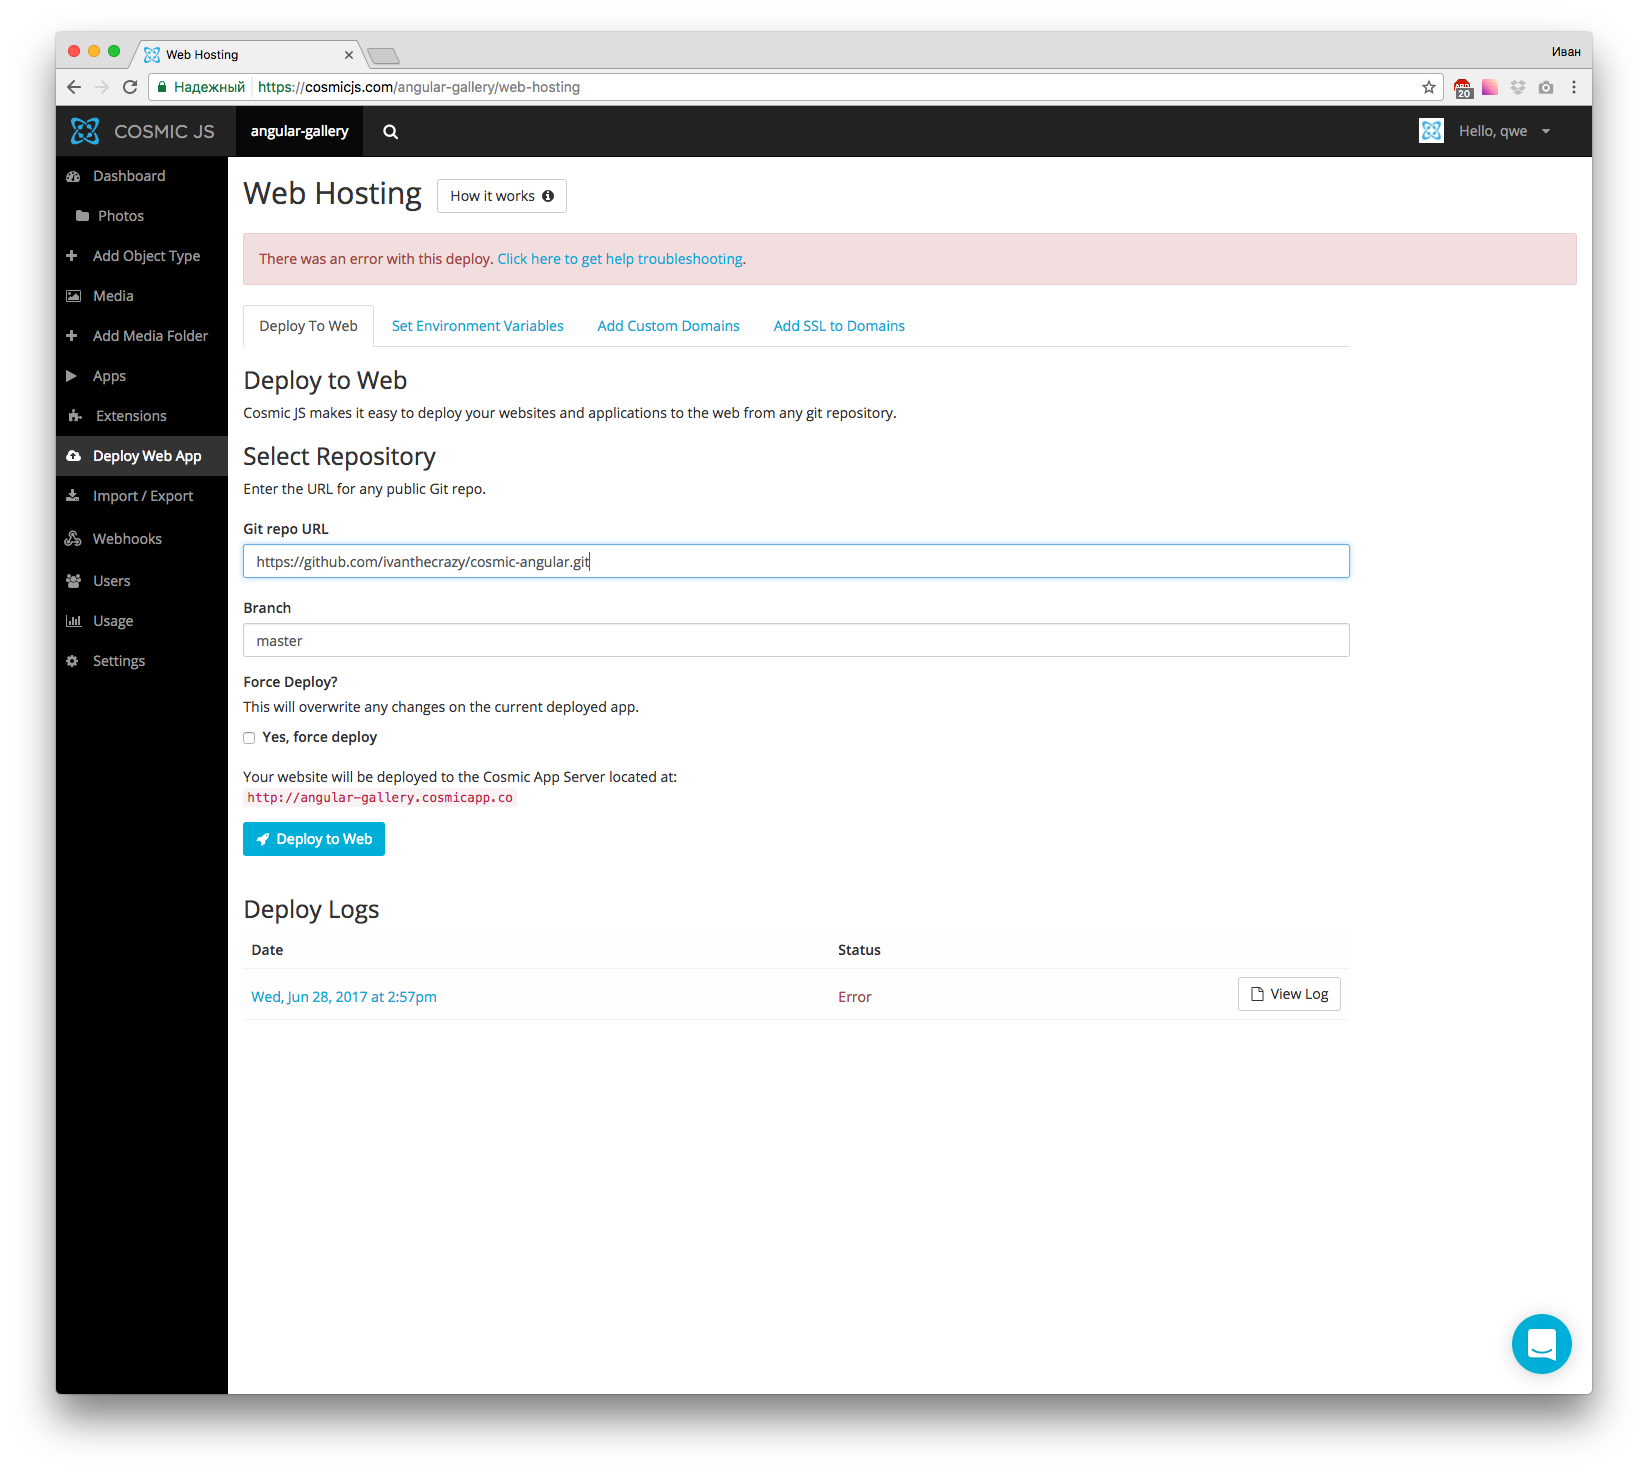 Web Hosting
Иван
Надежный https://cosmicjs.com/angular-gallery/web-hosting
20
COSMIC JS
angular-gallery
Hello, qwe
Dashboard
Photos
Add Object Type
Media
Add Media Folder
Apps
Extensions
Deploy Web App
Import / Export
Webhooks
Users
Usage
Settings
Web Hosting
How it works
There was an error with this deploy. Click here to get help troubleshooting.
Deploy To Web
Set Environment Variables
Add Custom Domains
Add SSL to Domains
Deploy to Web
Cosmic JS makes it easy to deploy your websites and applications to the web from any git repository.
Select Repository
Enter the URL for any public Git repo.
Git repo URL
https://github.com/ivanthecrazy/cosmic-angular.git
Branch
master
Force Deploy?
This will overwrite any changes on the current deployed app.
Yes, force deploy
Your website will be deployed to the Cosmic App Server located at:
http://angular-gallery.cosmicapp.co
Deploy to Web
Deploy Logs
Date
Status
Wed, Jun 28, 2017 at 2:57pm
Error
View Log